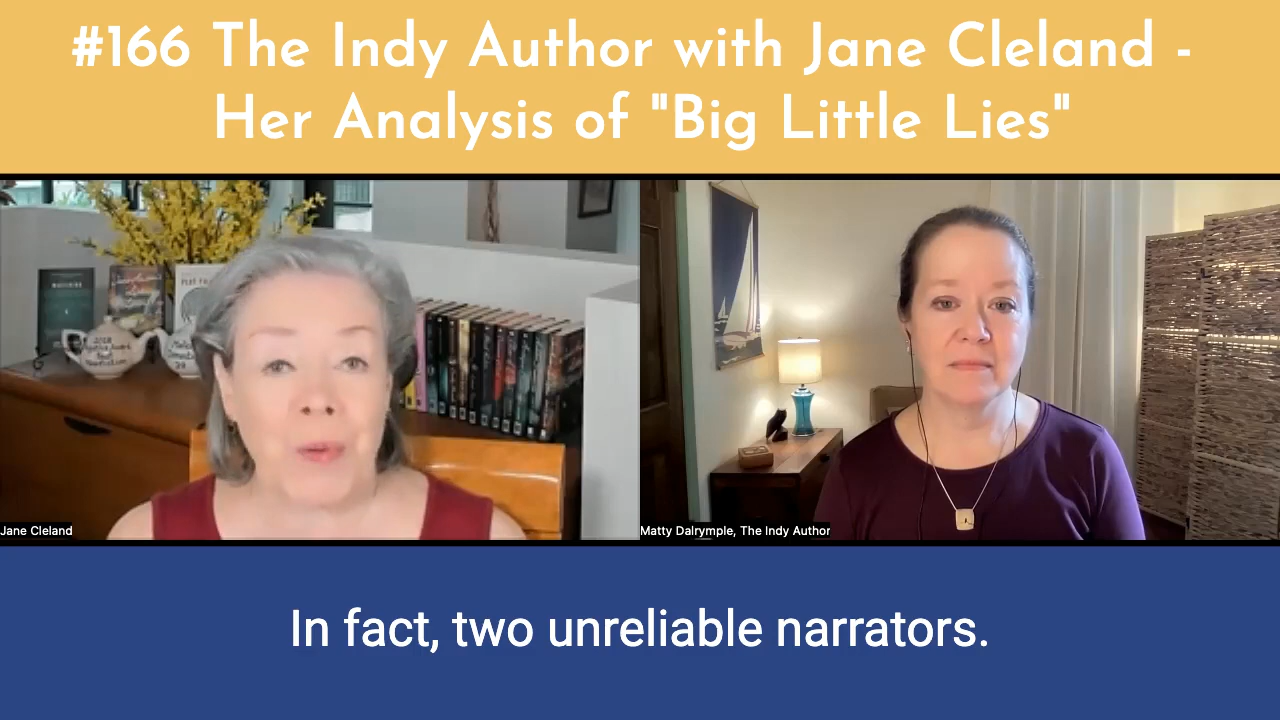 #166 The Indy Author with Jane Cleland -
Her Analysis of "Big Little Lies"
Jane Cleland
Matty Dalrymple, The Indy Author
In fact, two unreliable narrators.